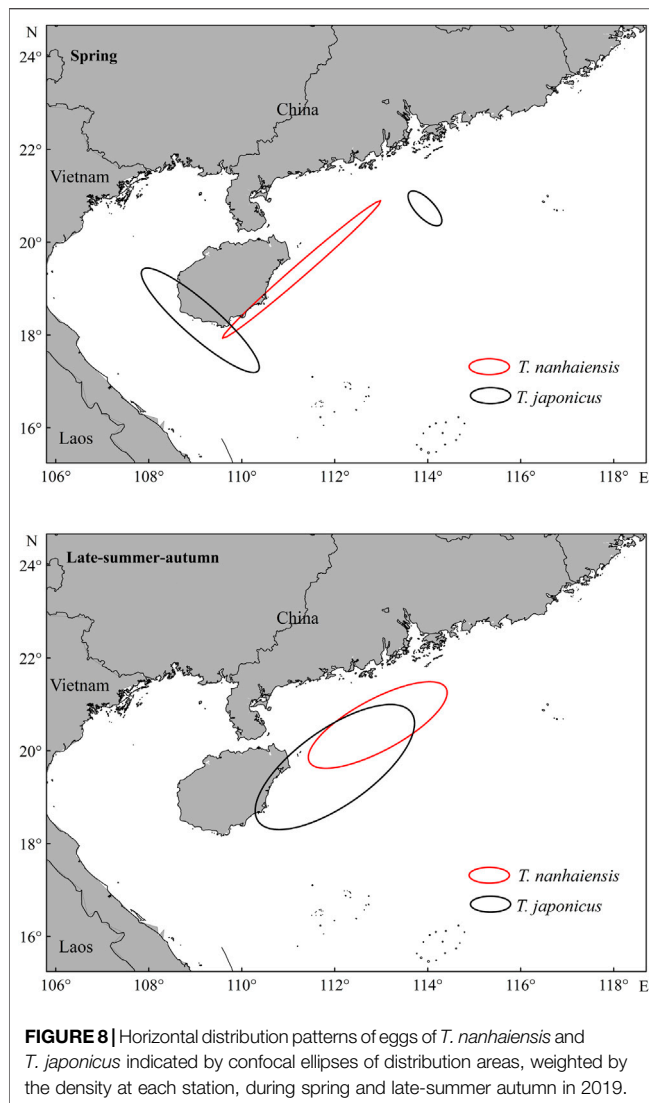 N
24°
Spring
China
22°
Vietnam
20°
18°
T. nanhaiensis
T. japonicus
16°
Laos
106° 108° 110° 112° 114° 116° 118° E
N
24°
Late-summer-autumn
China
22°
Vietnam
20°
18°
T. nanhaiensis
T. japonicus
16°
Laos
106° 108° 110° 112° 114° 116° 118° E
FIGURE 8 | Horizontal distribution patterns of eggs of T. nanhaiensis and
T. japonicus indicated by confocal ellipses of distribution areas, weighted by
the density at each station, during spring and late-summer autumn in 2019.